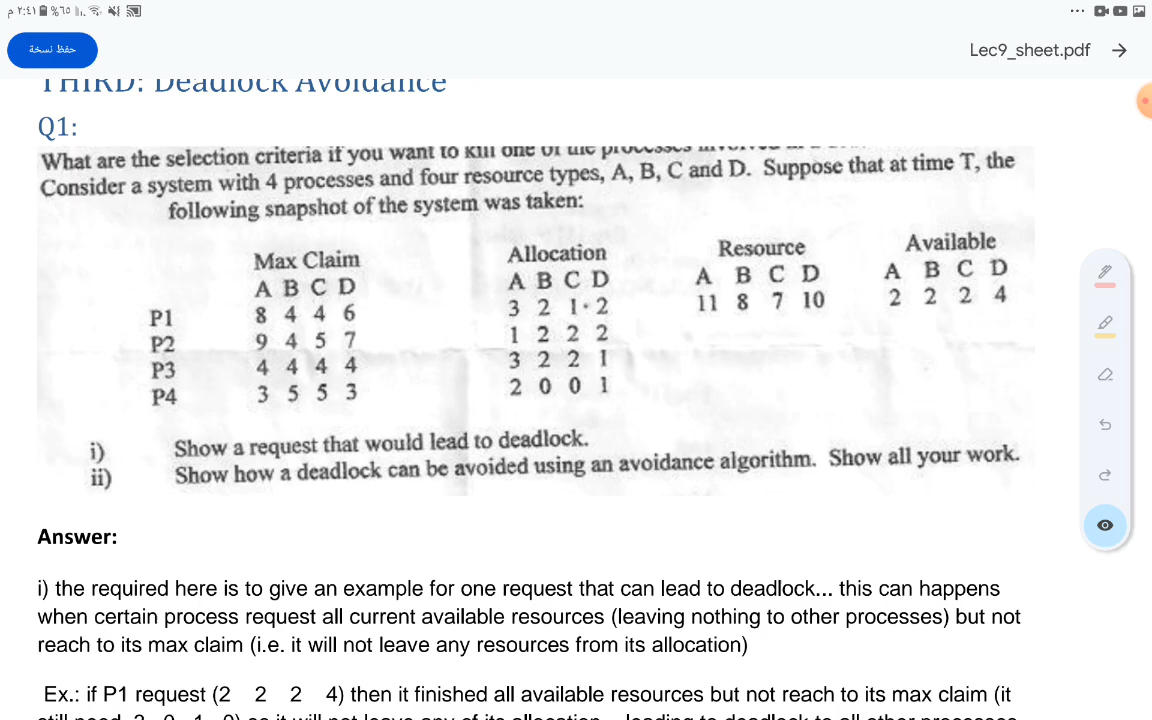 م ٢:٤١ %٦٥
حفظ نسخة
Lec9_sheet.pdf
THIRD: Deadlock Avoidance
Q1:
What are the selection criteria if you want to kill one of the processes
Consider a system with 4 processes and four resource types, A, B, C and D. Suppose that at time T, the
following snapshot of the system was taken:
Max Claim Allocation Resource Available
A B C D A B C D A B C D A B C D
P1 8 4 4 6 3 2 1 2 11 8 7 10 2 2 2 4
P2 9 4 5 7 1 2 2 2
P3 4 4 4 4 3 2 2 1
P4 3 5 5 3 2 0 0 1
i) Show a request that would lead to deadlock.
ii) Show how a deadlock can be avoided using an avoidance algorithm. Show all your work.
Answer:
i) the required here is to give an example for one request that can lead to deadlock... this can happens
when certain process request all current available resources (leaving nothing to other processes) but not
reach to its max claim (i.e. it will not leave any resources from its allocation)
Ex.: if P1 request (2 2 2 4) then it finished all available resources but not reach to its max claim (it